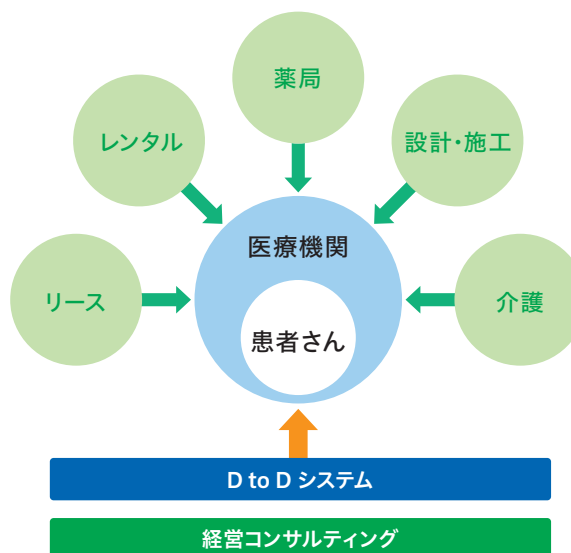 薬局
レンタル
設計・施工
医療機関
リース
介護
患者さん
D to D システム
経営コンサルティング